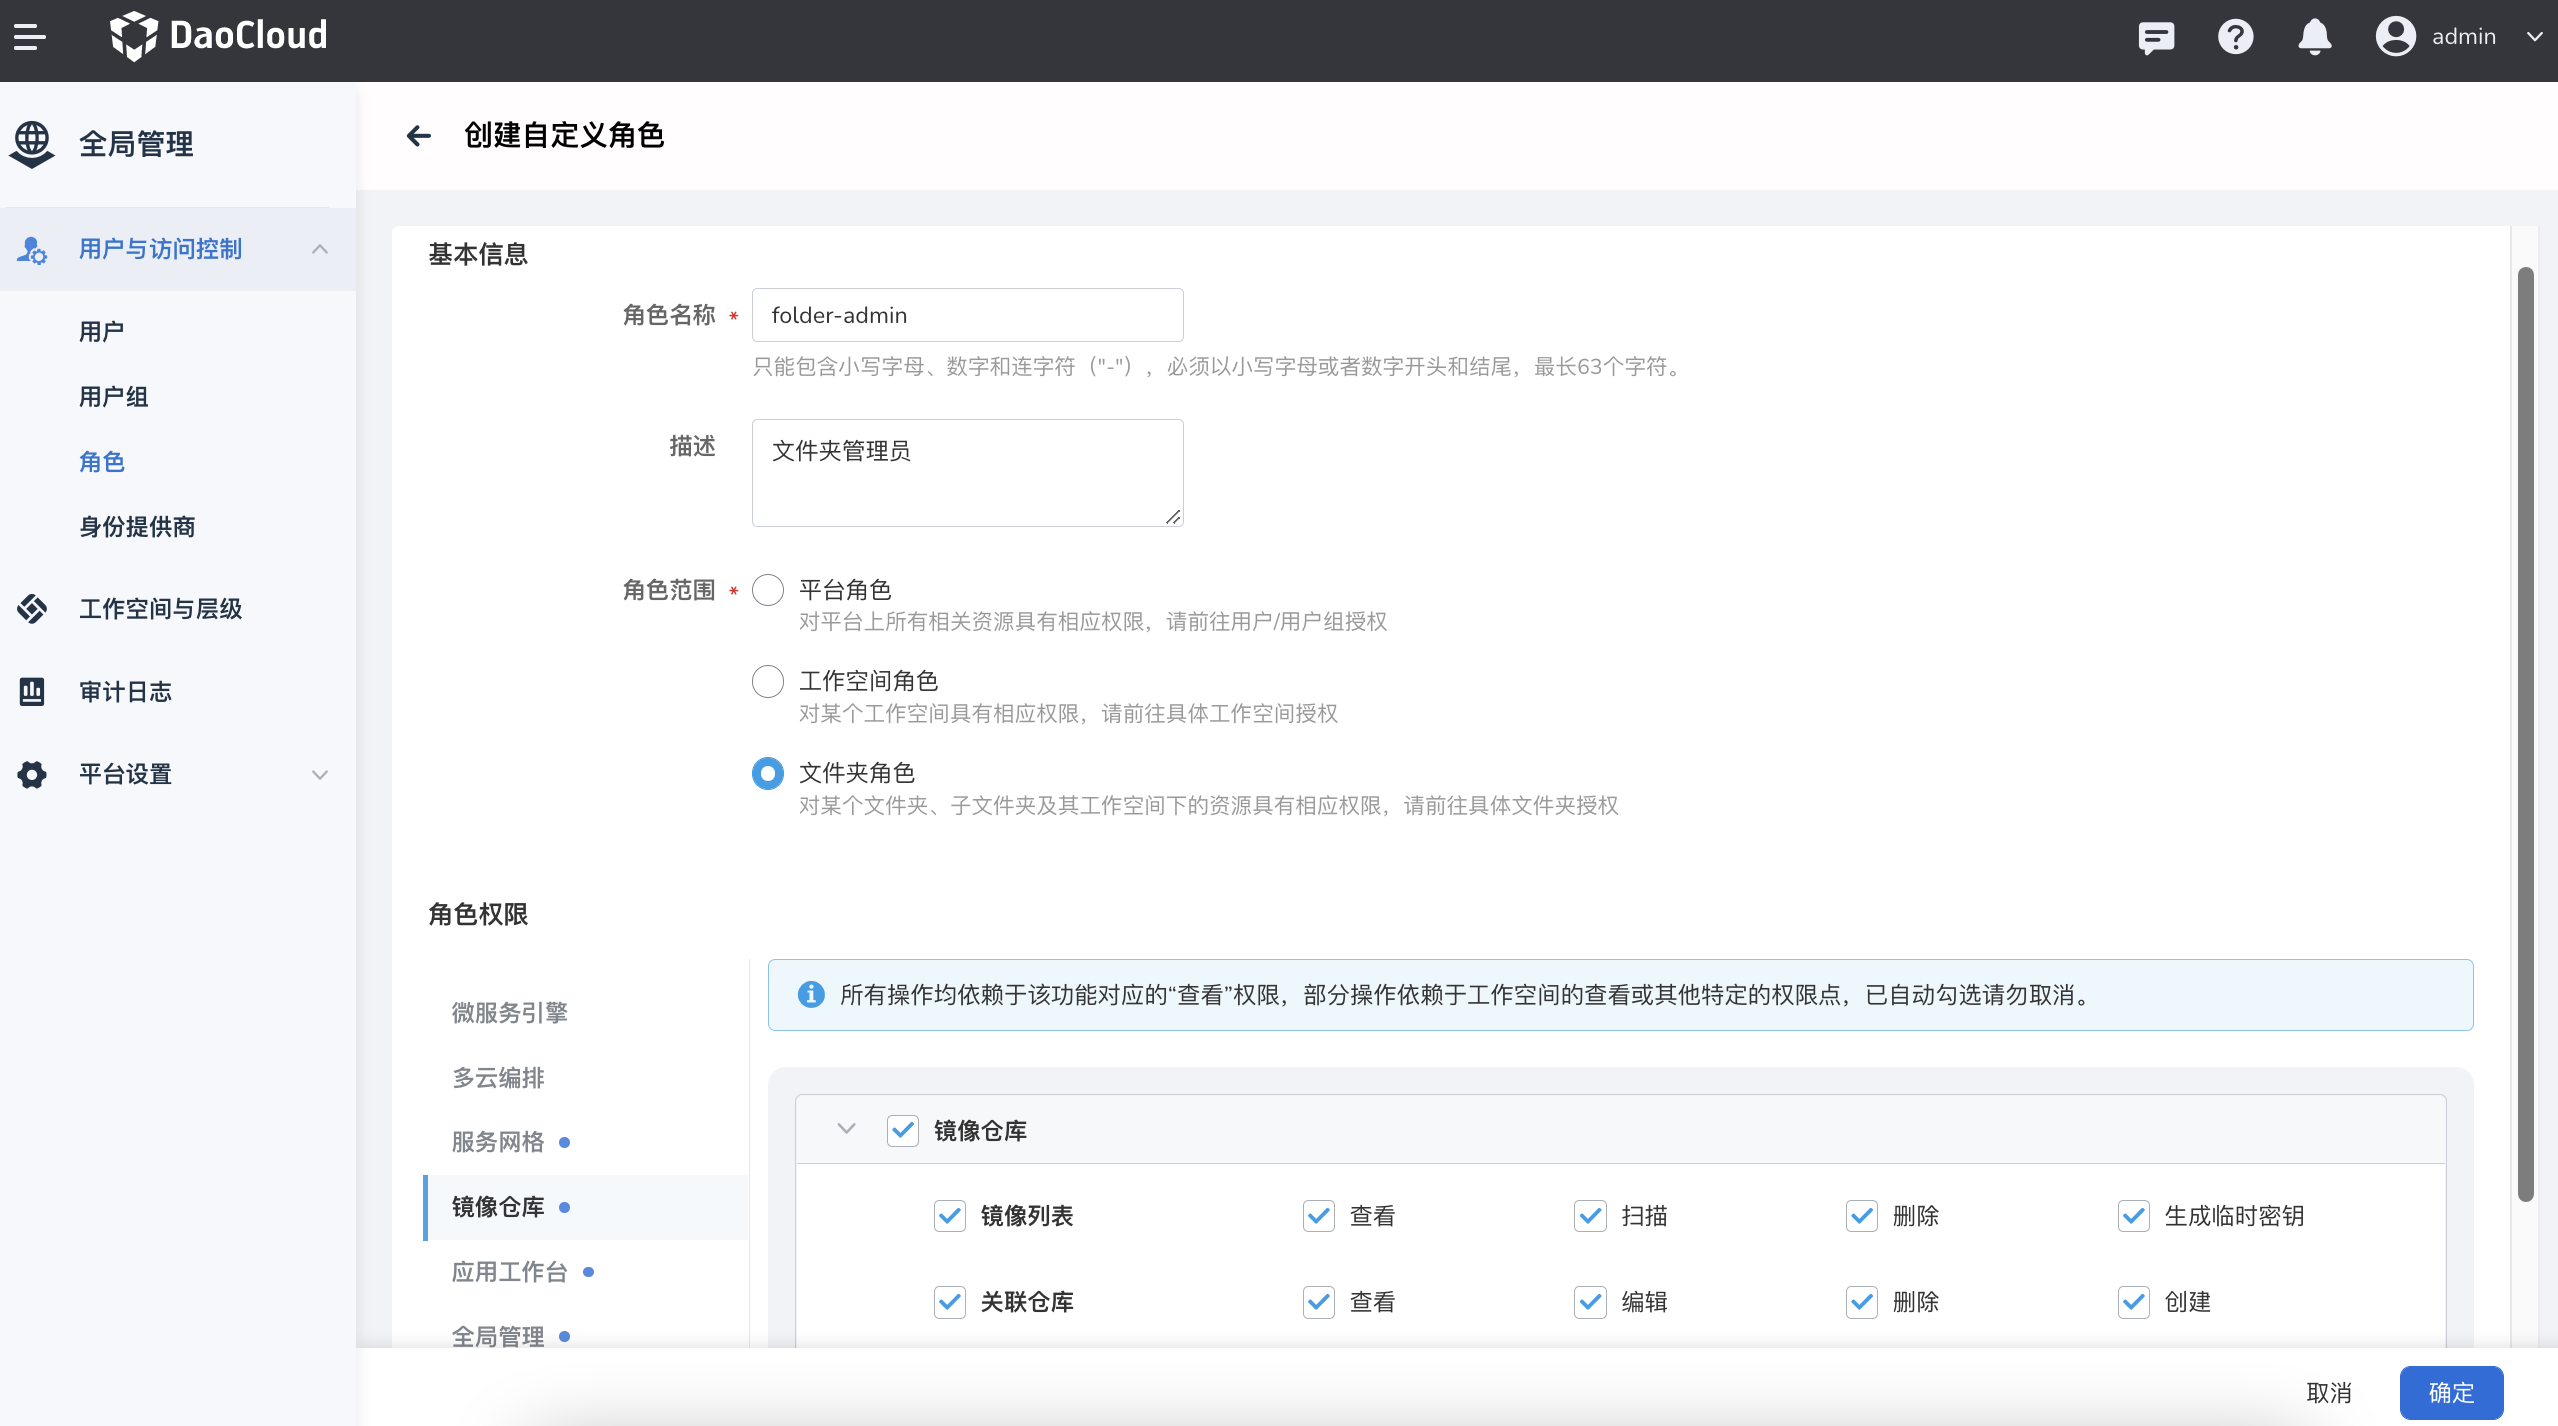 DaoCloud
admin
全局管理
用户与访问控制
用户
用户组
角色
身份提供商
工作空间与层级
审计日志
平台设置
创建自定义角色
基本信息
角色名称 * folder-admin
只能包含小写字母、数字和连字符（"-"），必须以小写字母或者数字开头和结尾，最长63个字符。
描述 文件夹管理员
角色范围 * 平台角色
对平台上所有相关资源具有相应权限，请前往用户/用户组授权
工作空间角色
对某个工作空间具有相应权限，请前往具体工作空间授权
文件夹角色
对某个文件夹、子文件夹及其工作空间下的资源具有相应权限，请前往具体文件夹授权
角色权限
微服务引擎
多云编排
服务网格
镜像仓库
应用工作台
全局管理
所有操作均依赖于该功能对应的“查看”权限，部分操作依赖于工作空间的查看或其他特定的权限点，已自动勾选请勿取消。
镜像仓库
镜像列表 查看 扫描 删除 生成临时密钥
关联仓库 查看 编辑 删除 创建
取消 确定